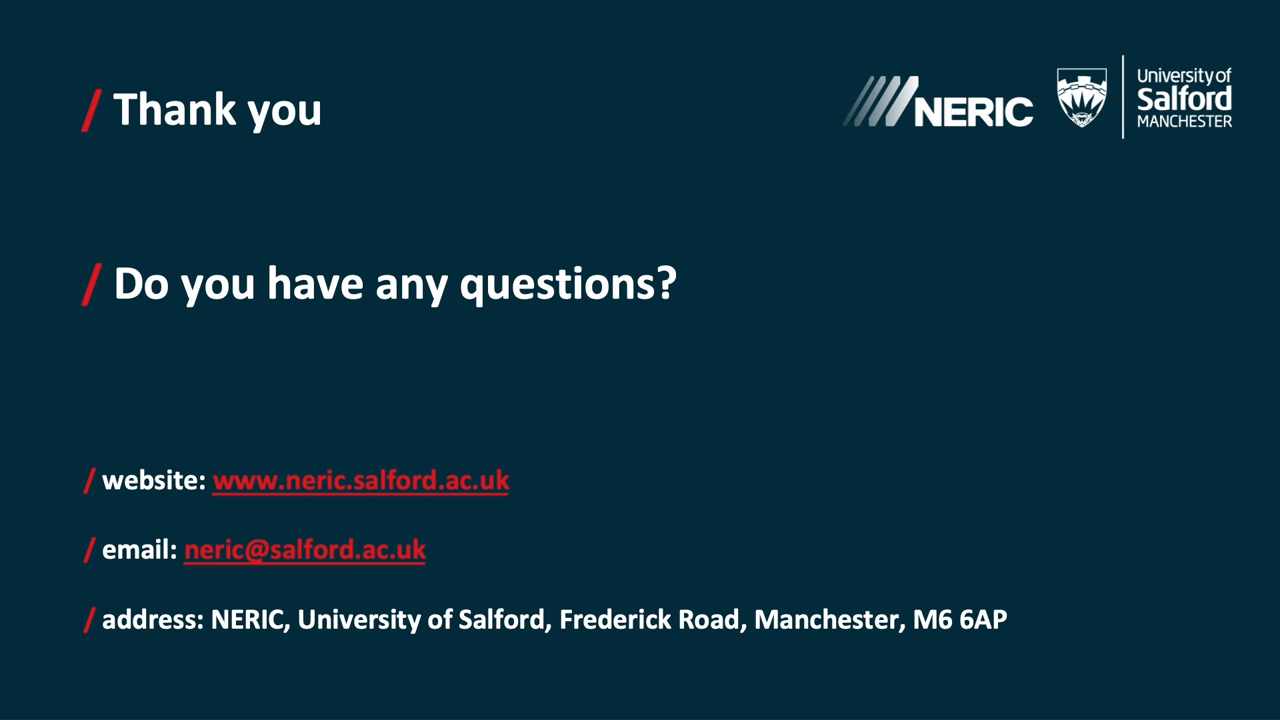 / Thank you
NERIC
University of
Salford
MANCHESTER
/ Do you have any questions?
/ website: www.neric.salford.ac.uk
/ email: neric@salford.ac.uk
/ address: NERIC, University of Salford, Frederick Road, Manchester, M6 6AP